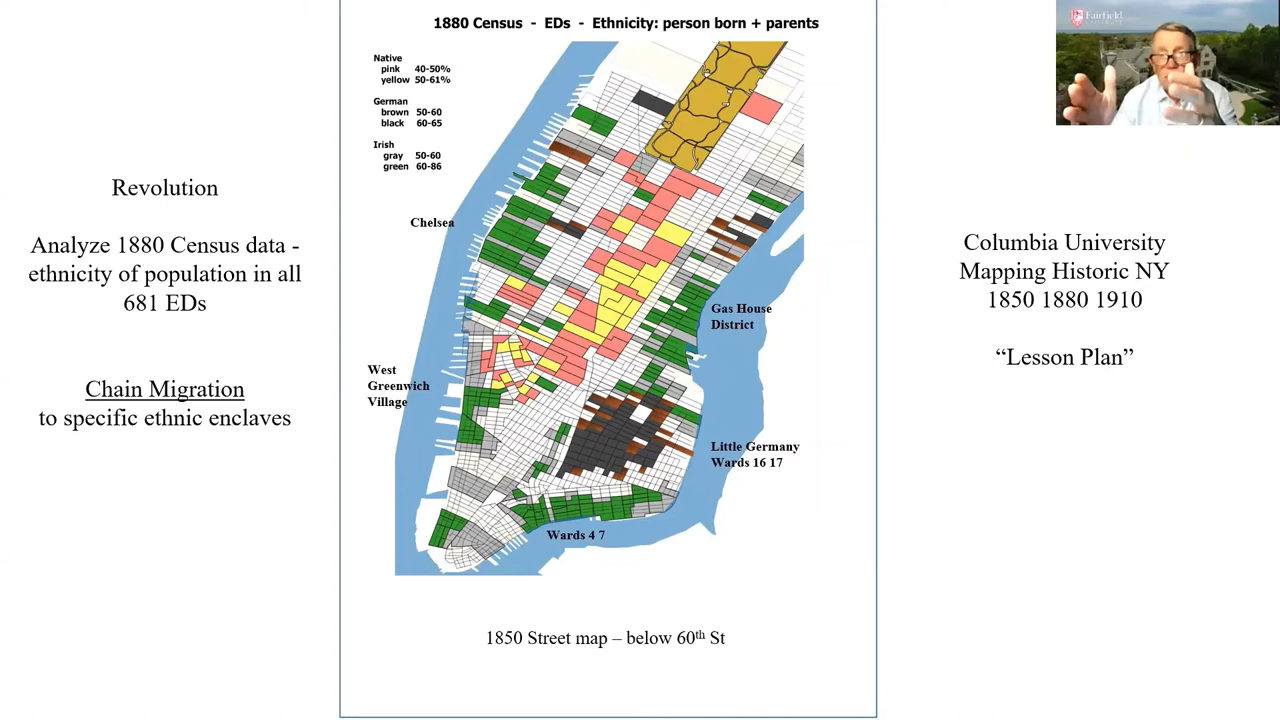 1880 Census - EDs - Ethnicity: person born + parents
Native
pink 40-50%
yellow 50-61%
German
brown 50-60
black 60-65
Irish
gray 50-60
green 60-86
Revolution
Analyze 1880 Census data -
ethnicity of population in all
681 EDs
Chain Migration
to specific ethnic enclaves
Chelsea
West
Greenwich
Village
Gas House
District
Little Germany
Wards 16 17
Wards 4 7
1850 Street map – below 60th St
Fairfield
UNIVERSITY
Columbia University
Mapping Historic NY
1850 1880 1910
“Lesson Plan”